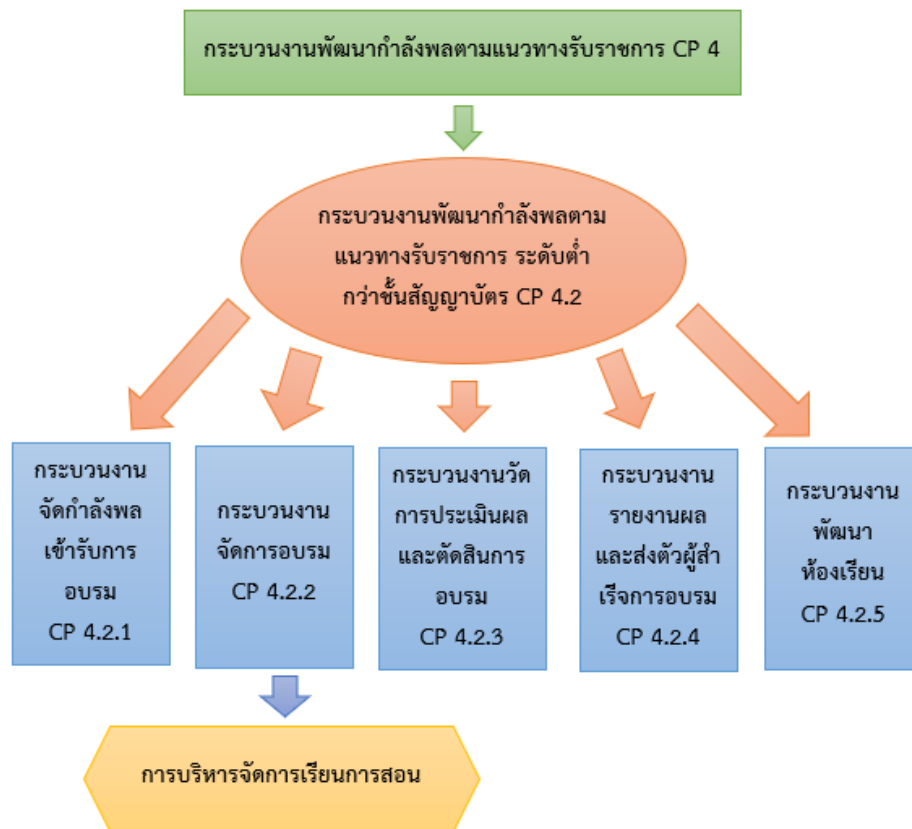 กระบวนงานพัฒนากำลังพลตามแนวทางรับราชการ CP 4
กระบวนงานพัฒนากำลังพลตาม
แนวทางรับราชการ ระดับต่ำ
กว่าชั้นสัญญาบัตร CP 4.2
กระบวนงาน
จัดกำลังพล
เข้ารับการ
อบรม
CP 4.2.1
กระบวนงาน
จัดการอบรม
CP 4.2.2
กระบวนงานวัด
การประเมินผล
และตัดสินการ
อบรม
CP 4.2.3
กระบวนงาน
รายงานผล
และส่งตัวผู้สำ
เร็จการอบรม
CP 4.2.4
กระบวนงาน
พัฒนา
ห้องเรียน
CP 4.2.5
การบริหารจัดการเรียนการสอน